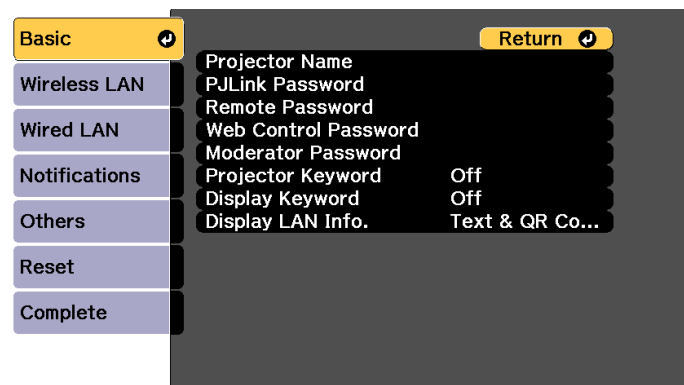 Basic
Wireless LAN
Wired LAN
Notifications
Others
Reset
Complete
Return
Projector Name
PJLink Password
Remote Password
Web Control Password
Moderator Password
Projector Keyword Off
Display Keyword Off
Display LAN Info. Text & QR Co...